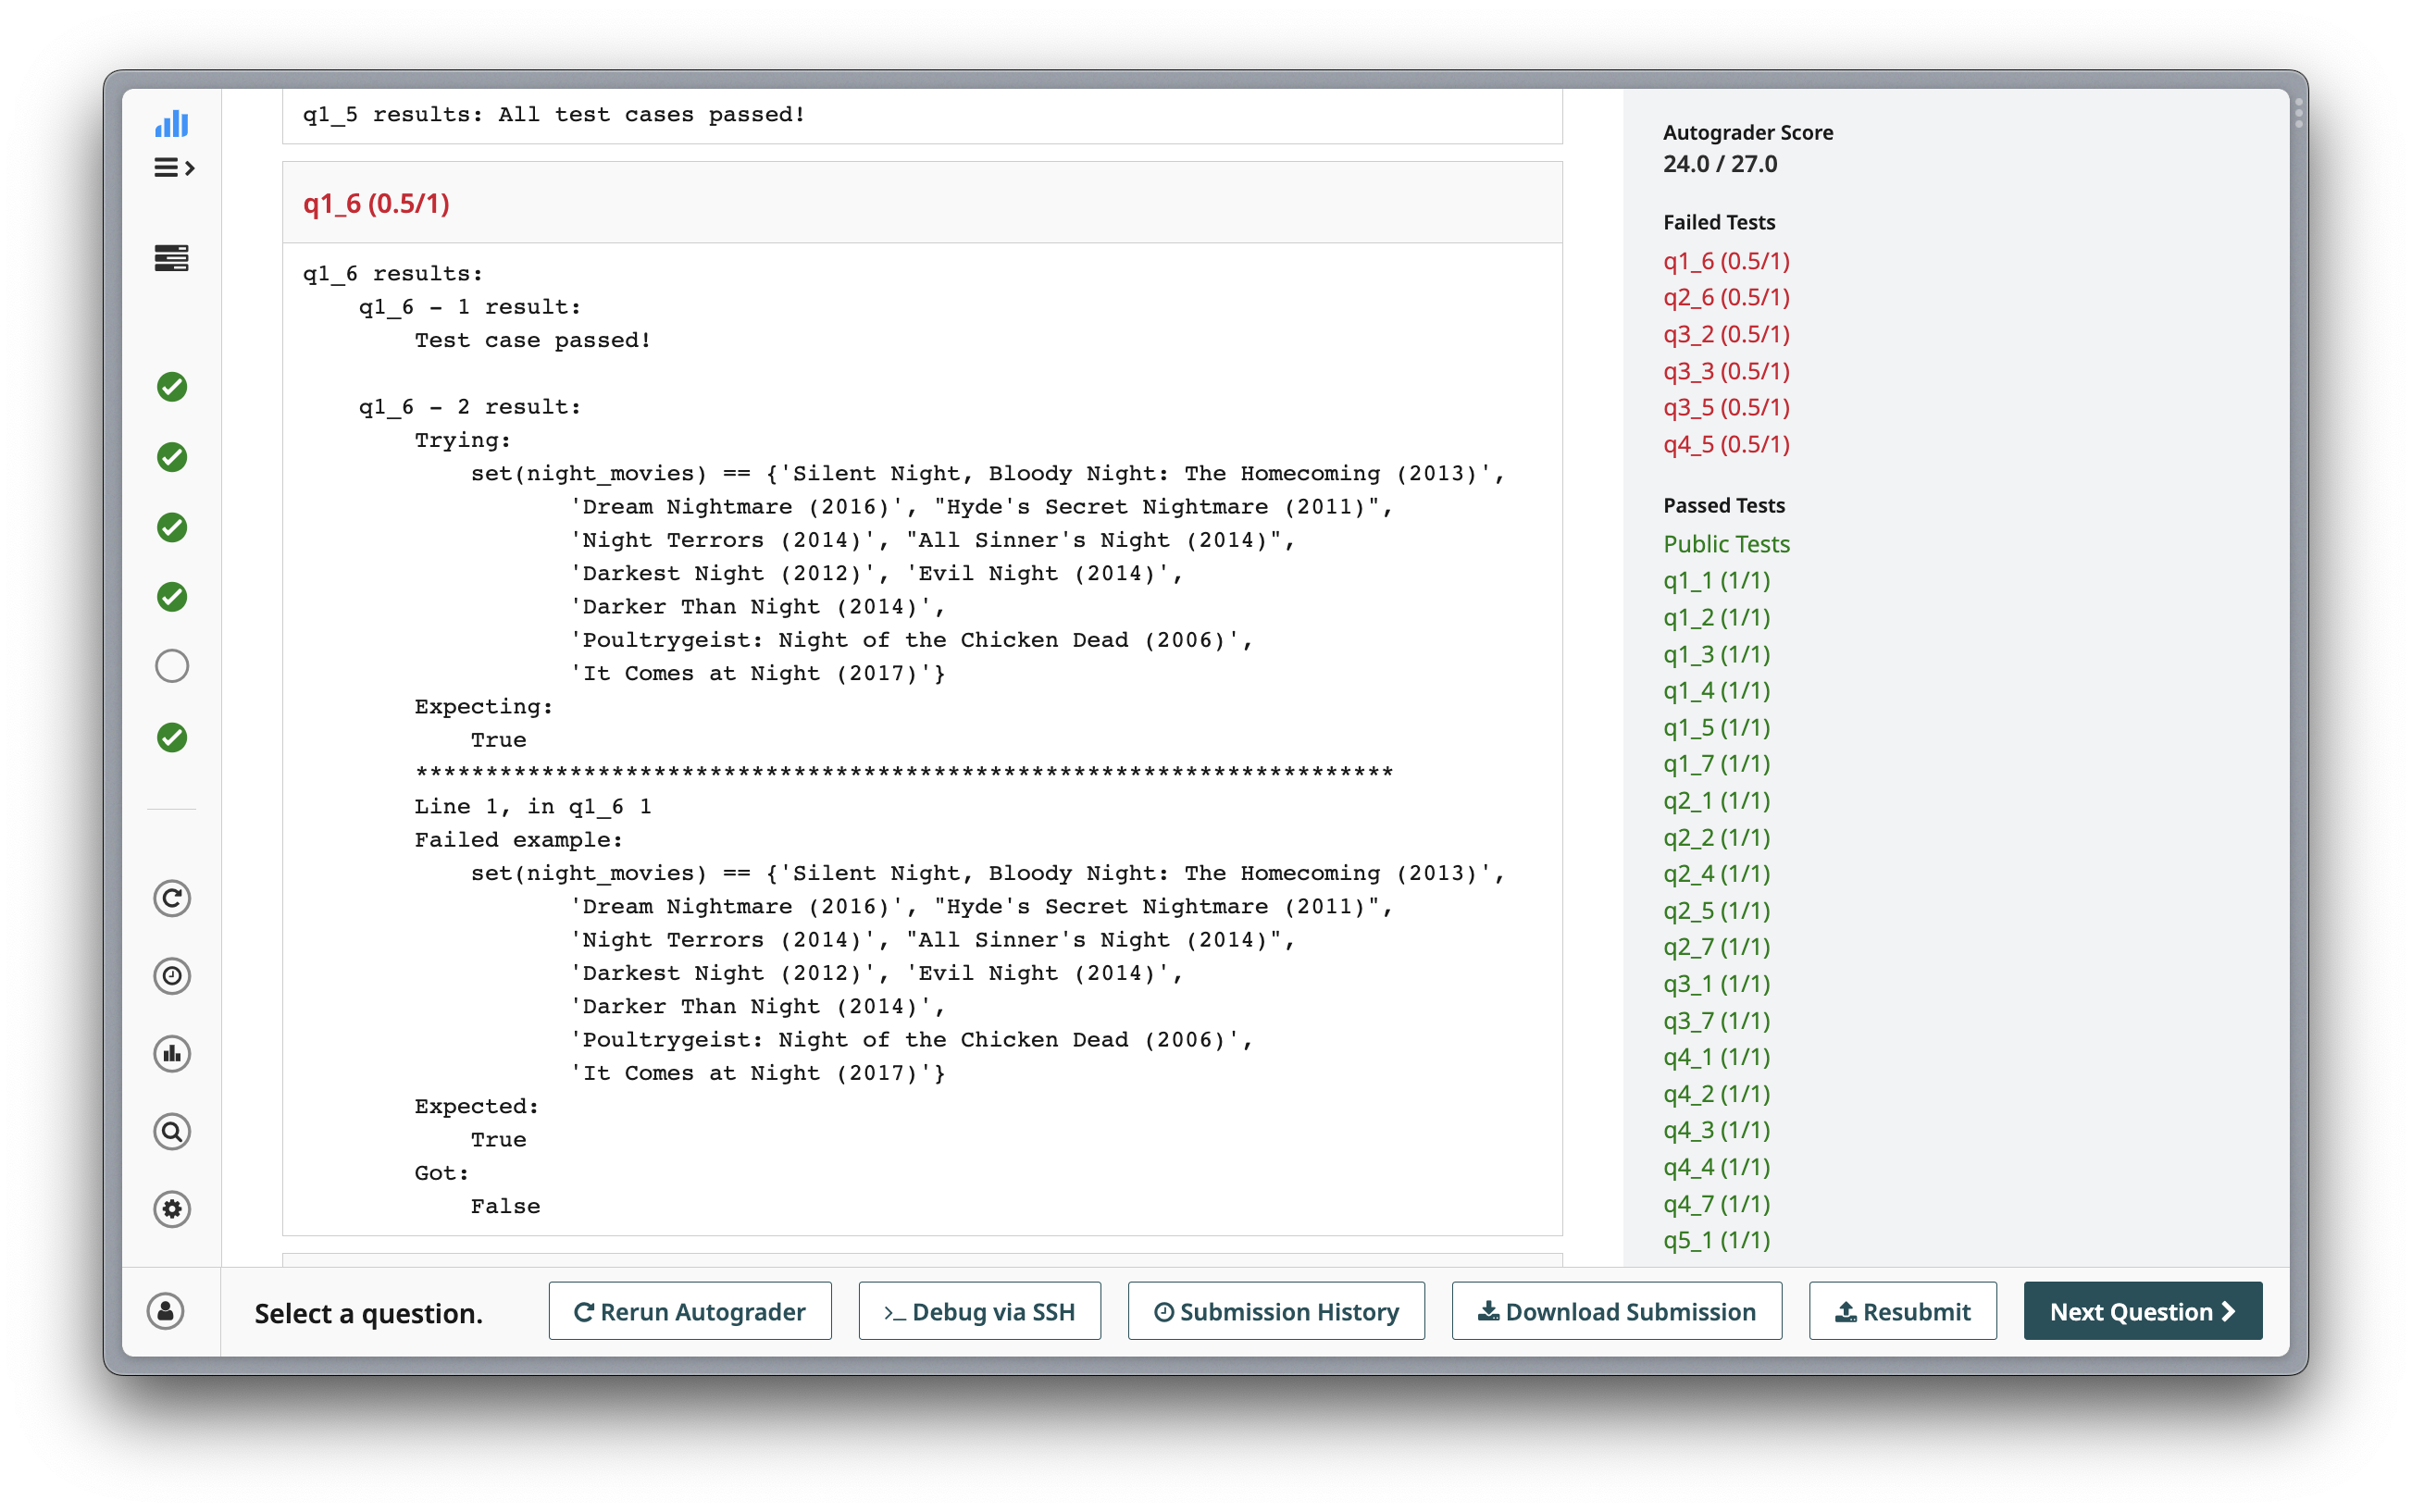 q1_5 results: All test cases passed!
q1_6 (0.5/1)
q1_6 results:
q1_6 - 1 result:
Test case passed!
q1_6 - 2 result:
Trying:
set(night_movies) == {'Silent Night, Bloody Night: The Homecoming (2013)',
'Dream Nightmare (2016)', "Hyde's Secret Nightmare (2011)",
'Night Terrors (2014)', "All Sinner's Night (2014)",
'Darkest Night (2012)', 'Evil Night (2014)',
'Darker Than Night (2014)',
'Poultrygeist: Night of the Chicken Dead (2006)',
'It Comes at Night (2017)'}
Expecting:
True
**********************************************************************
Line 1, in q1_6 1
Failed example:
set(night_movies) == {'Silent Night, Bloody Night: The Homecoming (2013)',
'Dream Nightmare (2016)', "Hyde's Secret Nightmare (2011)",
'Night Terrors (2014)', "All Sinner's Night (2014)",
'Darkest Night (2012)', 'Evil Night (2014)',
'Darker Than Night (2014)',
'Poultrygeist: Night of the Chicken Dead (2006)',
'It Comes at Night (2017)'}
Expected:
True
Got:
False
Autograder Score
24.0 / 27.0
Failed Tests
q1_6 (0.5/1)
q2_6 (0.5/1)
q3_2 (0.5/1)
q3_3 (0.5/1)
q3_5 (0.5/1)
q4_5 (0.5/1)
Passed Tests
Public Tests
q1_1 (1/1)
q1_2 (1/1)
q1_3 (1/1)
q1_4 (1/1)
q1_5 (1/1)
q1_7 (1/1)
q2_1 (1/1)
q2_2 (1/1)
q2_4 (1/1)
q2_5 (1/1)
q2_7 (1/1)
q3_1 (1/1)
q3_7 (1/1)
q4_1 (1/1)
q4_2 (1/1)
q4_3 (1/1)
q4_4 (1/1)
q4_7 (1/1)
q5_1 (1/1)
Select a question.
Rerun Autograder
>_ Debug via SSH
Submission History
Download Submission
Resubmit
Next Question